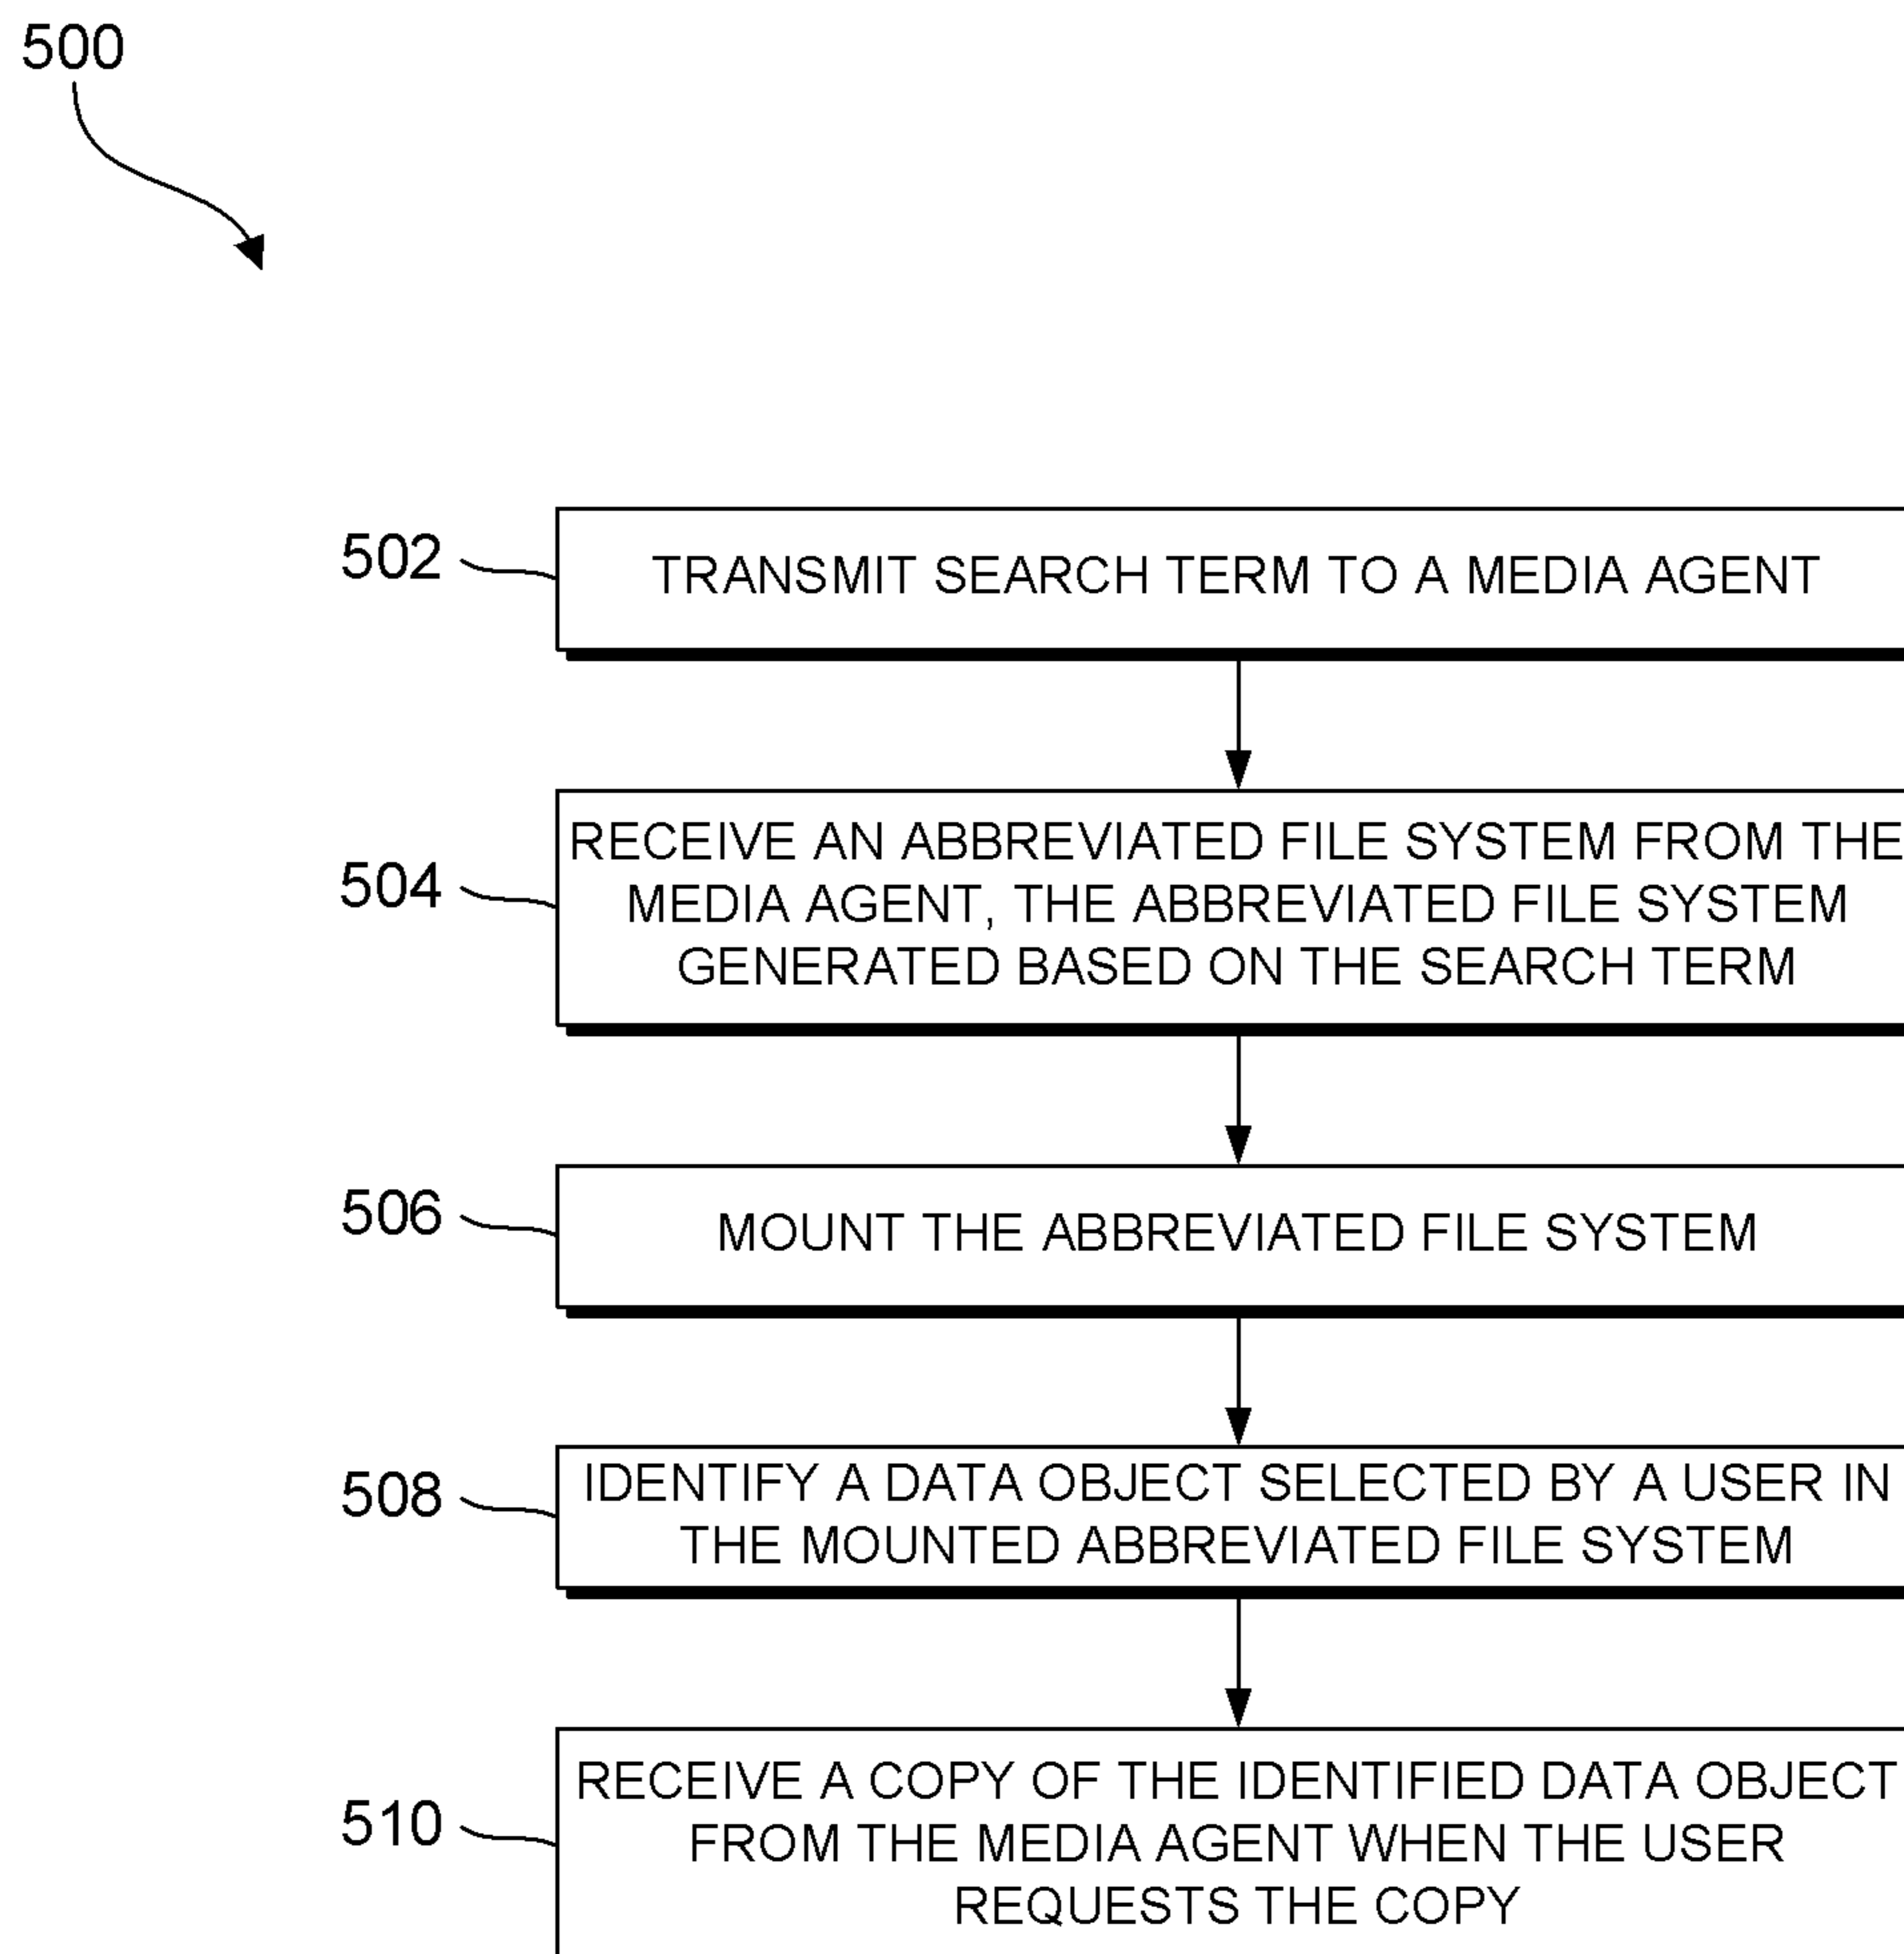 500
502
TRANSMIT SEARCH TERM TO A MEDIA AGENT
504
RECEIVE AN ABBREVIATED FILE SYSTEM FROM THE
MEDIA AGENT, THE ABBREVIATED FILE SYSTEM
GENERATED BASED ON THE SEARCH TERM
506
MOUNT THE ABBREVIATED FILE SYSTEM
508
IDENTIFY A DATA OBJECT SELECTED BY A USER IN
THE MOUNTED ABBREVIATED FILE SYSTEM
510
RECEIVE A COPY OF THE IDENTIFIED DATA OBJECT
FROM THE MEDIA AGENT WHEN THE USER
REQUESTS THE COPY